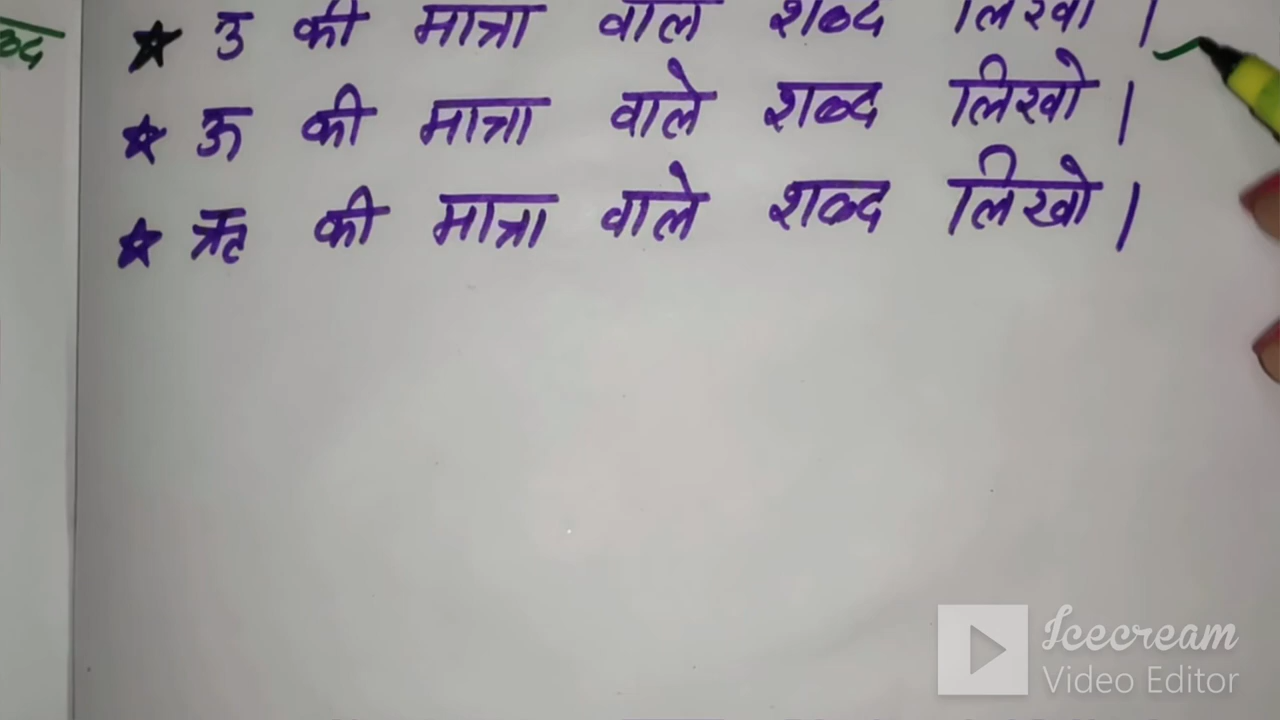 ★ उ की मात्रा वाले शब्द लिखो ।
★ ऊ की मात्रा वाले शब्द लिखो ।
★ ऋ की मात्रा वाले शब्द लिखो ।
Icecream
Video Editor